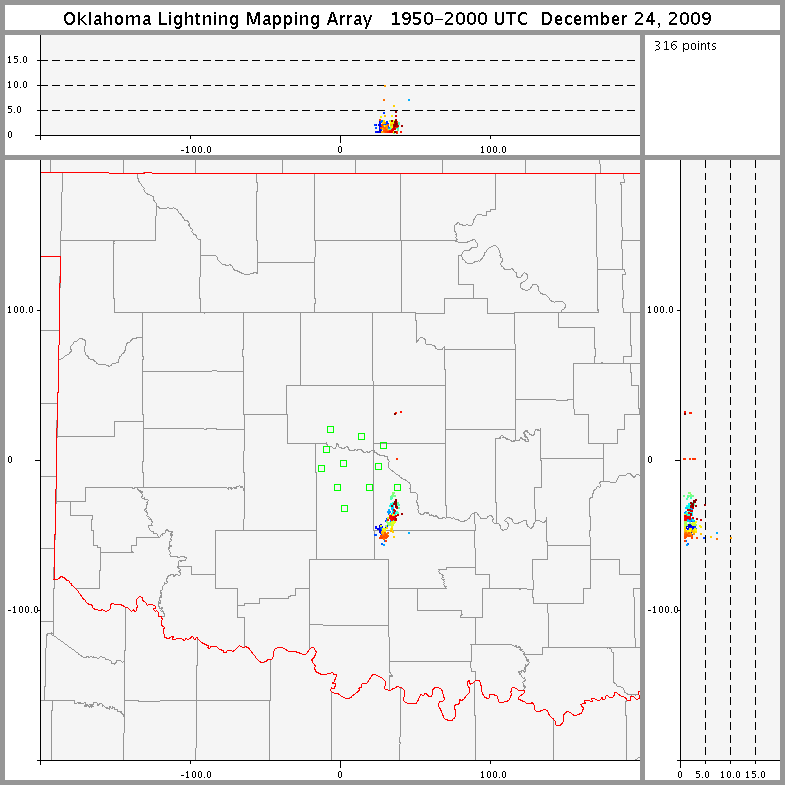 Oklahoma Lightning Mapping Array 1950-2000 UTC December 24, 2009
316 points
15.0
10.0
5.0
0
-100.0 0 100.0
100.0 100.0
0 0
-100.0 -100.0
-100.0 0 100.0
0 5.0 10.0 15.0